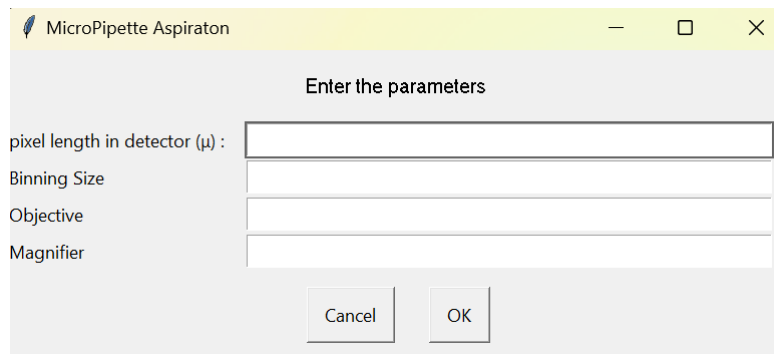 MicroPipette Aspiraton
Enter the parameters
pixel length in detector (μ) :
Binning Size
Objective
Magnifier
Cancel OK